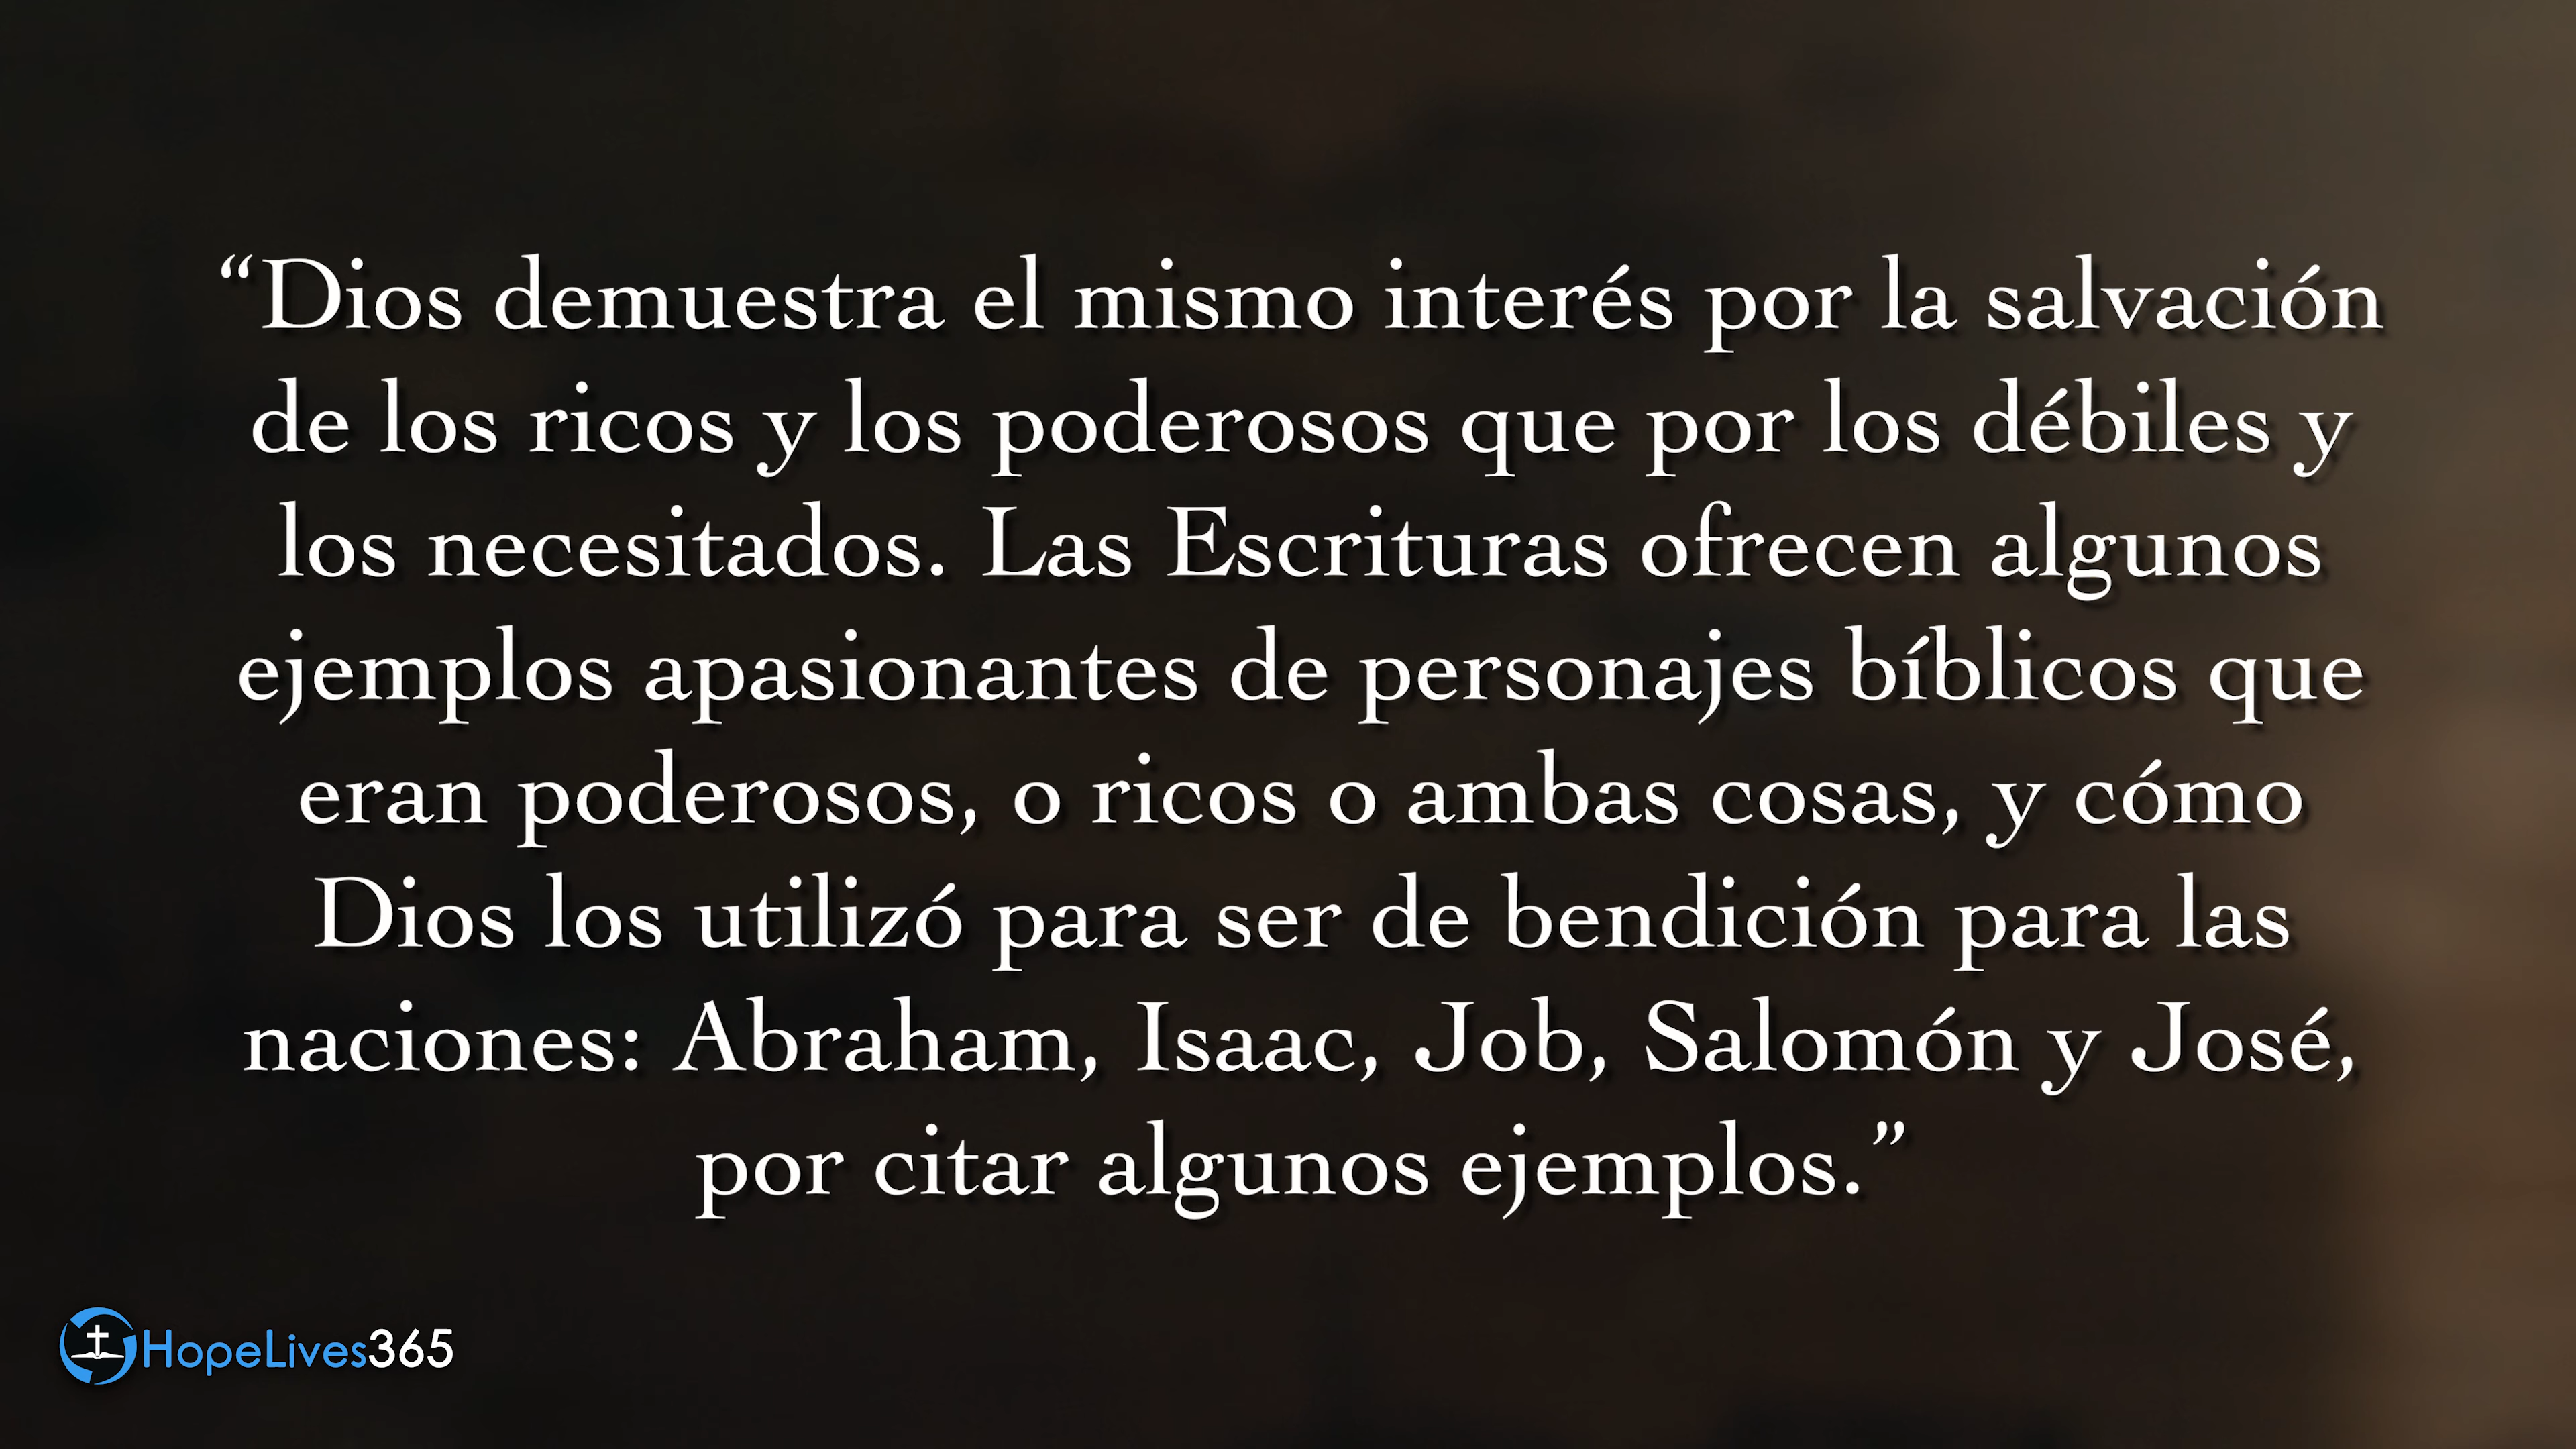 “Dios demuestra el mismo interés por la salvación
de los ricos y los poderosos que por los débiles y
los necesitados. Las Escrituras ofrecen algunos
ejemplos apasionantes de personajes bíblicos que
eran poderosos, o ricos o ambas cosas, y cómo
Dios los utilizó para ser de bendición para las
naciones: Abraham, Isaac, Job, Salomón y José,
por citar algunos ejemplos.”
HopeLives365